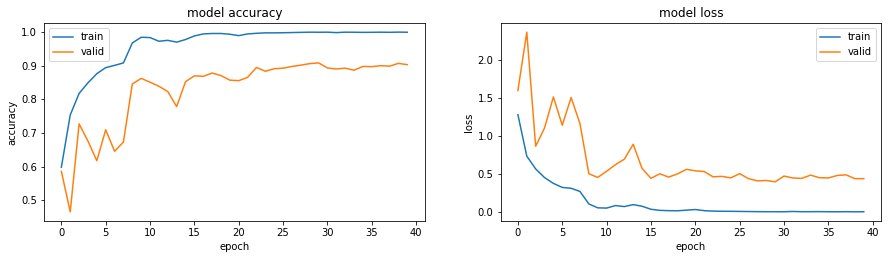 model accuracy
train
valid
1.0
0.9
0.8
0.7
0.6
0.5
accuracy
0 5 10 15 20 25 30 35 40
epoch
model loss
train
valid
2.0
1.5
1.0
0.5
0.0
loss
0 5 10 15 20 25 30 35 40
epoch